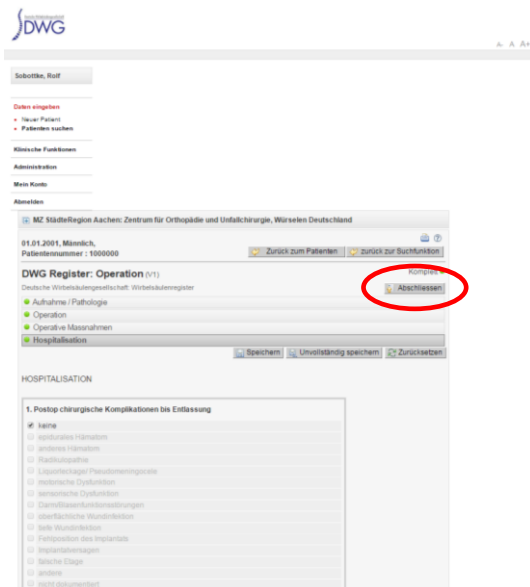 DWG
A- A A+
Sobottke, Rolf
Daten eingeben
Neuer Patient
Patienten suchen
Klinische Funktionen
Administration
Mein Konto
Abmelden
MZ StädteRegion Aachen: Zentrum für Orthopädie und Unfallchirurgie, Würselen Deutschland
01.01.2001, Männlich,
Patientennummer : 1000000
Zurück zum Patienten zurück zur Suchfunktion
DWG Register: Operation (V1)
Komplett
Deutsche Wirbelsäulengesellschaft: Wirbelsäulenregister
Abschliessen
Aufnahme / Pathologie
Operation
Operative Massnahmen
Hospitalisation
Speichern Unvollständig speichern Zurücksetzen
HOSPITALISATION
1. Postop chirurgische Komplikationen bis Entlassung
keine
epidurales Hämatom
anderes Hämatom
Radikulopathie
Liquorleckage/ Pseudomeningocele
motorische Dysfunktion
sensorische Dysfunktion
Darm/Blasenfunktionsstörungen
oberflächliche Wundinfektion
tiefe Wundinfektion
Fehlposition des Implantats
Implantatversagen
falsche Etage
andere
nicht dokumentiert